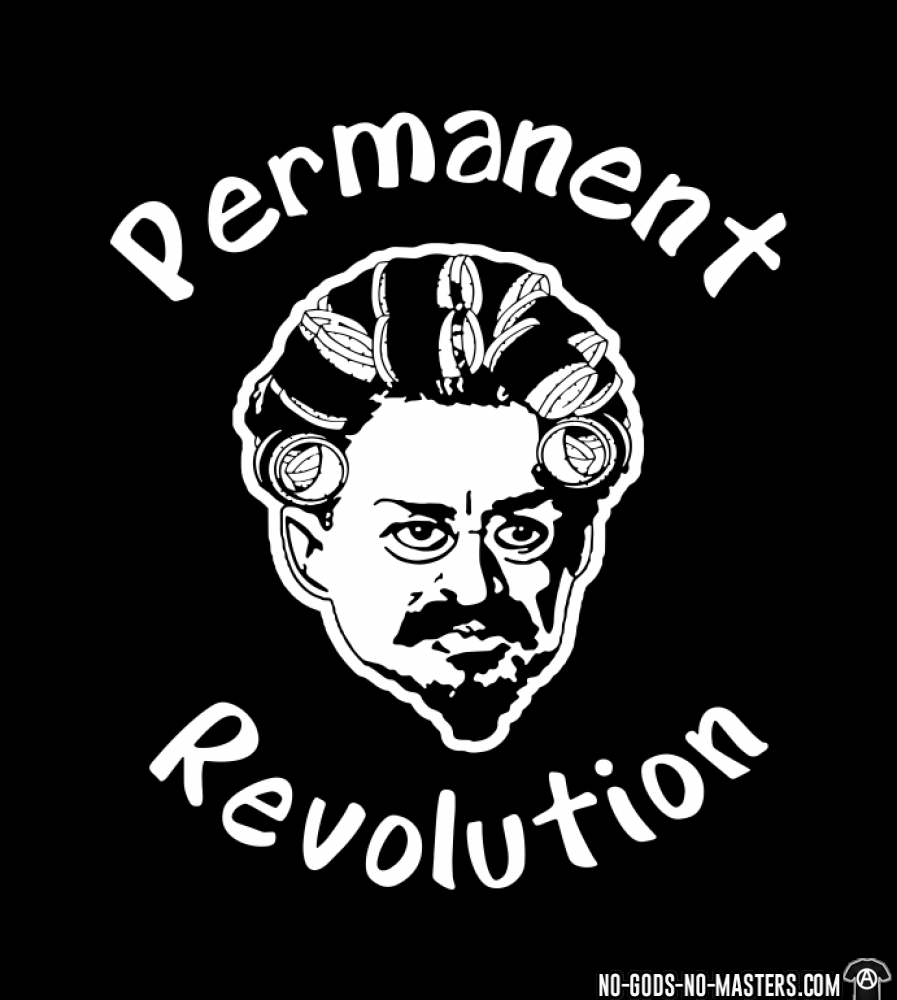 Permanent
Revolution
NO-GODS-NO-MASTERS.COM
A